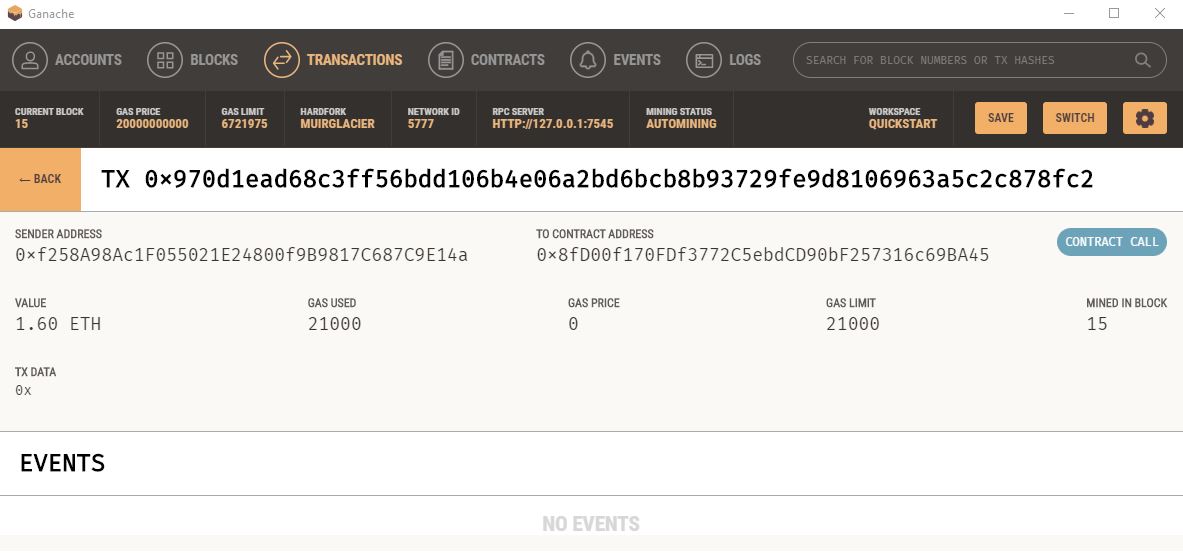 Ganache
ACCOUNTS BLOCKS TRANSACTIONS CONTRACTS EVENTS LOGS SEARCH FOR BLOCK NUMBERS OR TX HASHES
CURRENT BLOCK GAS PRICE GAS LIMIT HARDFORK NETWORK ID RPC SERVER MINING STATUS WORKSPACE
15 20000000000 6721975 MUIRGLACIER 5777 HTTP://127.0.0.1:7545 AUTOMINING QUICKSTART SAVE SWITCH
← BACK TX 0×970d1ead68c3ff56bdd106b4e06a2bd6bcb8b93729fe9d8106963a5c2c878fc2
SENDER ADDRESS TO CONTRACT ADDRESS CONTRACT CALL
0×f258A98Ac1F055021E24800f9B9817C687C9E14a 0×8fD00f170FDf3772C5ebdCD90bF257316c69BA45
VALUE GAS USED GAS PRICE GAS LIMIT MINED IN BLOCK
1.60 ETH 21000 0 21000 15
TX DATA
0x
EVENTS
NO EVENTS